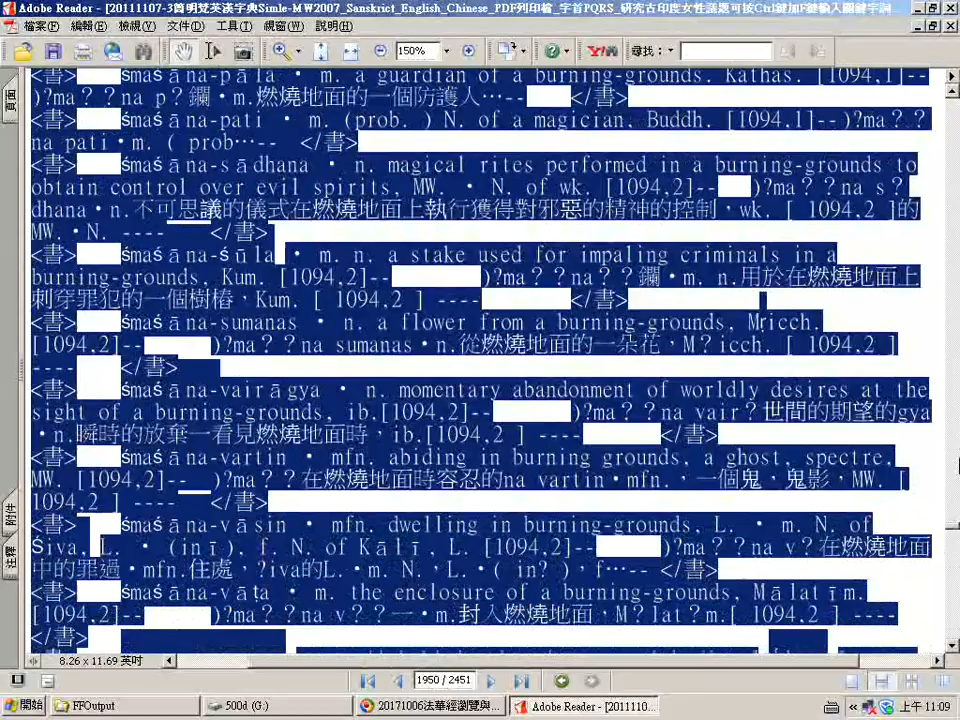 Adobe Reader - [20111107-3簡明梵英漢字典Simle-MW2007_Sanskrict_English_Chinese_PDF列印檔_字首PQRS_研究古印度女性議題可按Ctrl鍵加F鍵輸入關鍵字詞
檔案(F) 編輯(E) 檢視(V) 文件(D) 工具(T) 視窗(W) 說明(H)
150% Y! 尋找：
頁面
<書> śmaśāna-pāla ‧ m. a guardian of a burning-grounds. Kathas. [1094,1]--
)?ma？？na p？鑭‧m.燃燒地面的一個防護人…-- </書>
<書> śmaśāna-pati ‧ m. (prob. ) N. of a magician, Buddh. [1094,1]--)?ma？？
na pati‧m. ( prob…-- </書>
<書> śmaśāna-sādhana ‧ n. magical rites performed in a burning-grounds to
obtain control over evil spirits, MW. ‧ N. of wk. [1094,2]-- )?ma？？na s？
dhana‧n.不可思議的儀式在燃燒地面上執行獲得對邪惡的精神的控制，wk. [ 1094,2 ]的
MW.‧N. ---- </書>
<書> śmaśāna-śūla ‧ m. n. a stake used for impaling criminals in a
burning-grounds, Kum. [1094,2]-- )?ma？？na？？鑭‧m. n.用於在燃燒地面上
刺穿罪犯的一個樹樁，Kum. [ 1094,2 ] ---- </書>
<書> śmaśāna-sumanas ‧ n. a flower from a burning-grounds, Mricch.
[1094,2]-- )?ma？？na sumanas‧n.從燃燒地面的一朵花，M？icch. [ 1094,2 ]
---- </書>
<書> śmaśāna-vairāgya ‧ n. momentary abandonment of worldly desires at the
sight of a burning-grounds, ib.[1094,2]-- )?ma？？na vair？世間的期望的gya
‧n.瞬時的放棄一看見燃燒地面時，ib.[1094,2 ] ---- </書>
<書> śmaśāna-vartin ‧ mfn. abiding in burning grounds, a ghost, spectre,
MW. [1094,2]-- )?ma？？在燃燒地面時容忍的na vartin‧mfn.，一個鬼，鬼影，MW. [
1094,2 ] ---- </書>
<書> śmaśāna-vāsin ‧ mfn. dwelling in burning-grounds, L. ‧ m. N. of
Śiva, L. ‧ (inī), f. N. of Kālī, L. [1094,2]-- )?ma？？na v？在燃燒地面
中的罪過‧mfn.住處，?iva的L.‧m. N.，L.‧( in? )，f…-- </書>
<書> śmaśāna-vāṭa ‧ m. the enclosure of a burning-grounds, Mālatīm.
[1094,2]-- )?ma？？na v？？一‧m.封入燃燒地面，M？lat？m.[ 1094,2 ] ----
</書>
附件
注釋
8.26 x 11.69 英吋
1950 / 2451
開始 FFOutput 500d (G:) 20171006法華經瀏覽與... Adobe Reader - [2011110... 上午 11:09